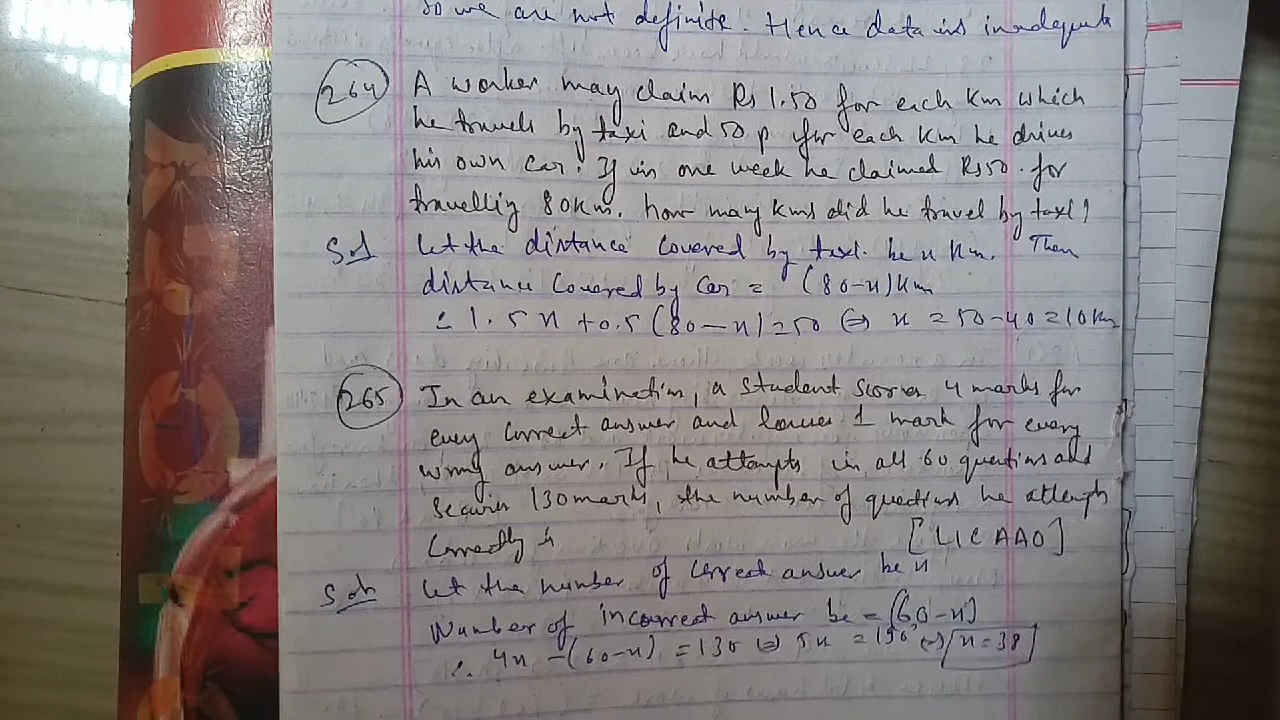 so we are not definite. Hence data is inadequate
264 A worker may claim Rs 1.50 for each Km which
he travels by taxi and 50 p for each Km he drives
his own car. If in one week he claimed Rs 50. for
travelling 80 Km. how many Kms did he travel by taxi?
Sol let the distance covered by taxi. be x Km. Then
distance covered by Car = (80-x) Km
∴ 1.5x + 0.5 (80-x) = 50 ⇒ x = 50-40 = 10 Km
265 In an examination, a student scores 4 marks for
every correct answer and loses 1 mark for every
wrong answer. If he attempts in all 60 questions and
secures 130 marks, the number of questions he attempts
correctly is [LIC AAO]
Soln let the number of correct answer be x
Number of incorrect answer be = (60-x)
∴ 4x - (60-x) = 130 ⇒ 5x = 190 ⇒ x = 38